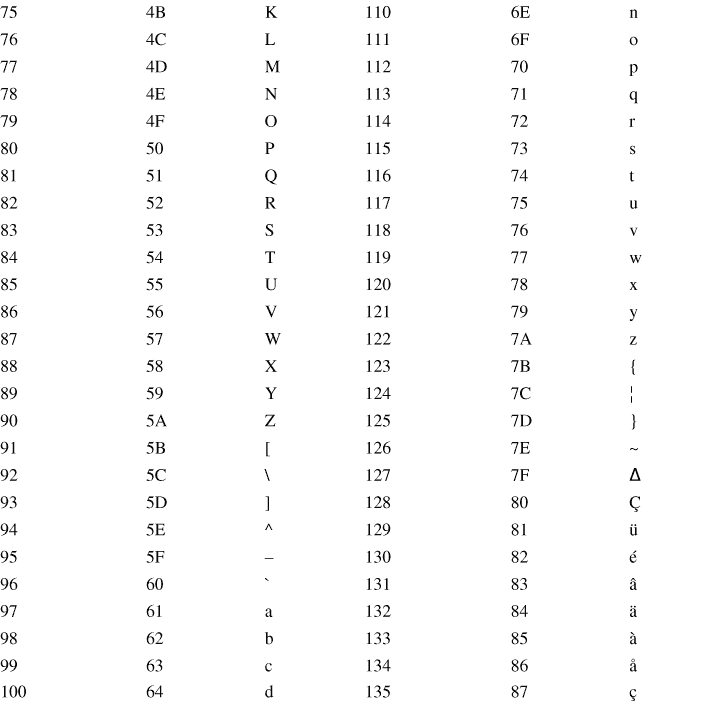 75 4B K 110 6E n
76 4C L 111 6F o
77 4D M 112 70 p
78 4E N 113 71 q
79 4F O 114 72 r
80 50 P 115 73 s
81 51 Q 116 74 t
82 52 R 117 75 u
83 53 S 118 76 v
84 54 T 119 77 w
85 55 U 120 78 x
86 56 V 121 79 y
87 57 W 122 7A z
88 58 X 123 7B {
89 59 Y 124 7C ¦
90 5A Z 125 7D }
91 5B [ 126 7E ~
92 5C \ 127 7F Δ
93 5D ] 128 80 Ç
94 5E ^ 129 81 ü
95 5F – 130 82 é
96 60 ` 131 83 â
97 61 a 132 84 ä
98 62 b 133 85 à
99 63 c 134 86 å
100 64 d 135 87 ç